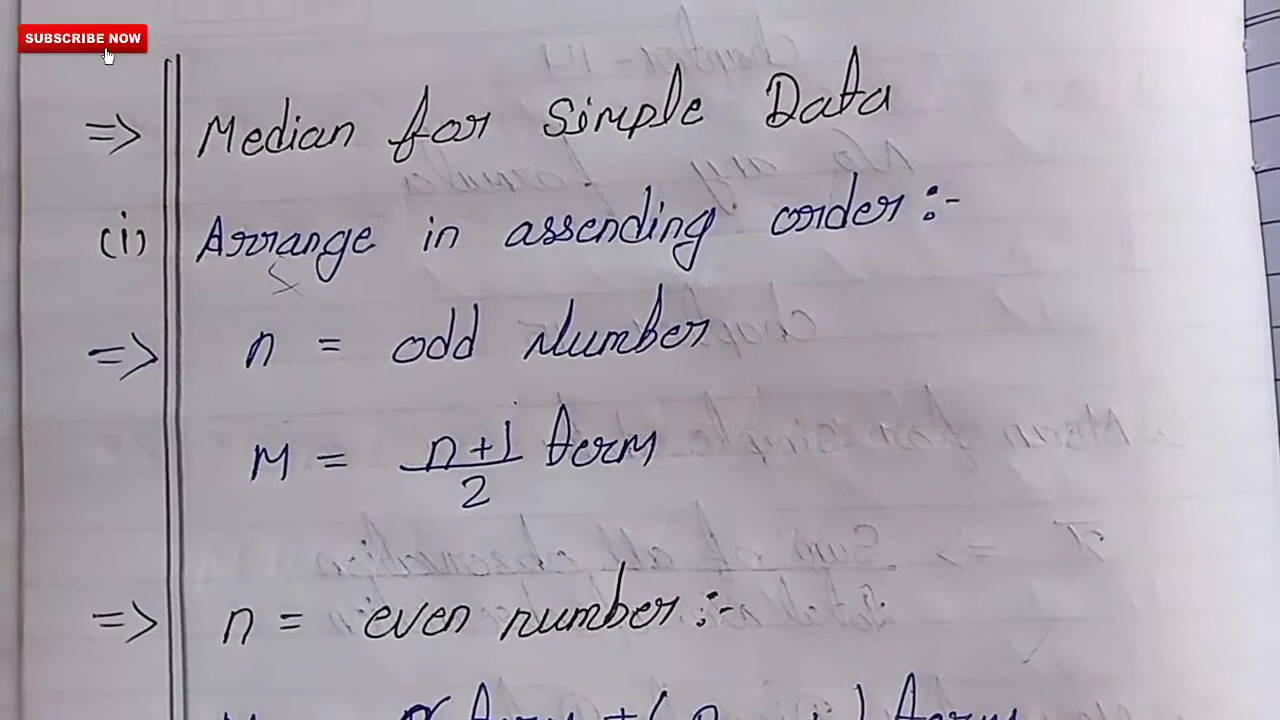 SUBSCRIBE NOW
=> Median for Simple Data
(i) Arrange in assending order :-
=> n = odd Number
M = n+1/2 term
=> n = even number :-